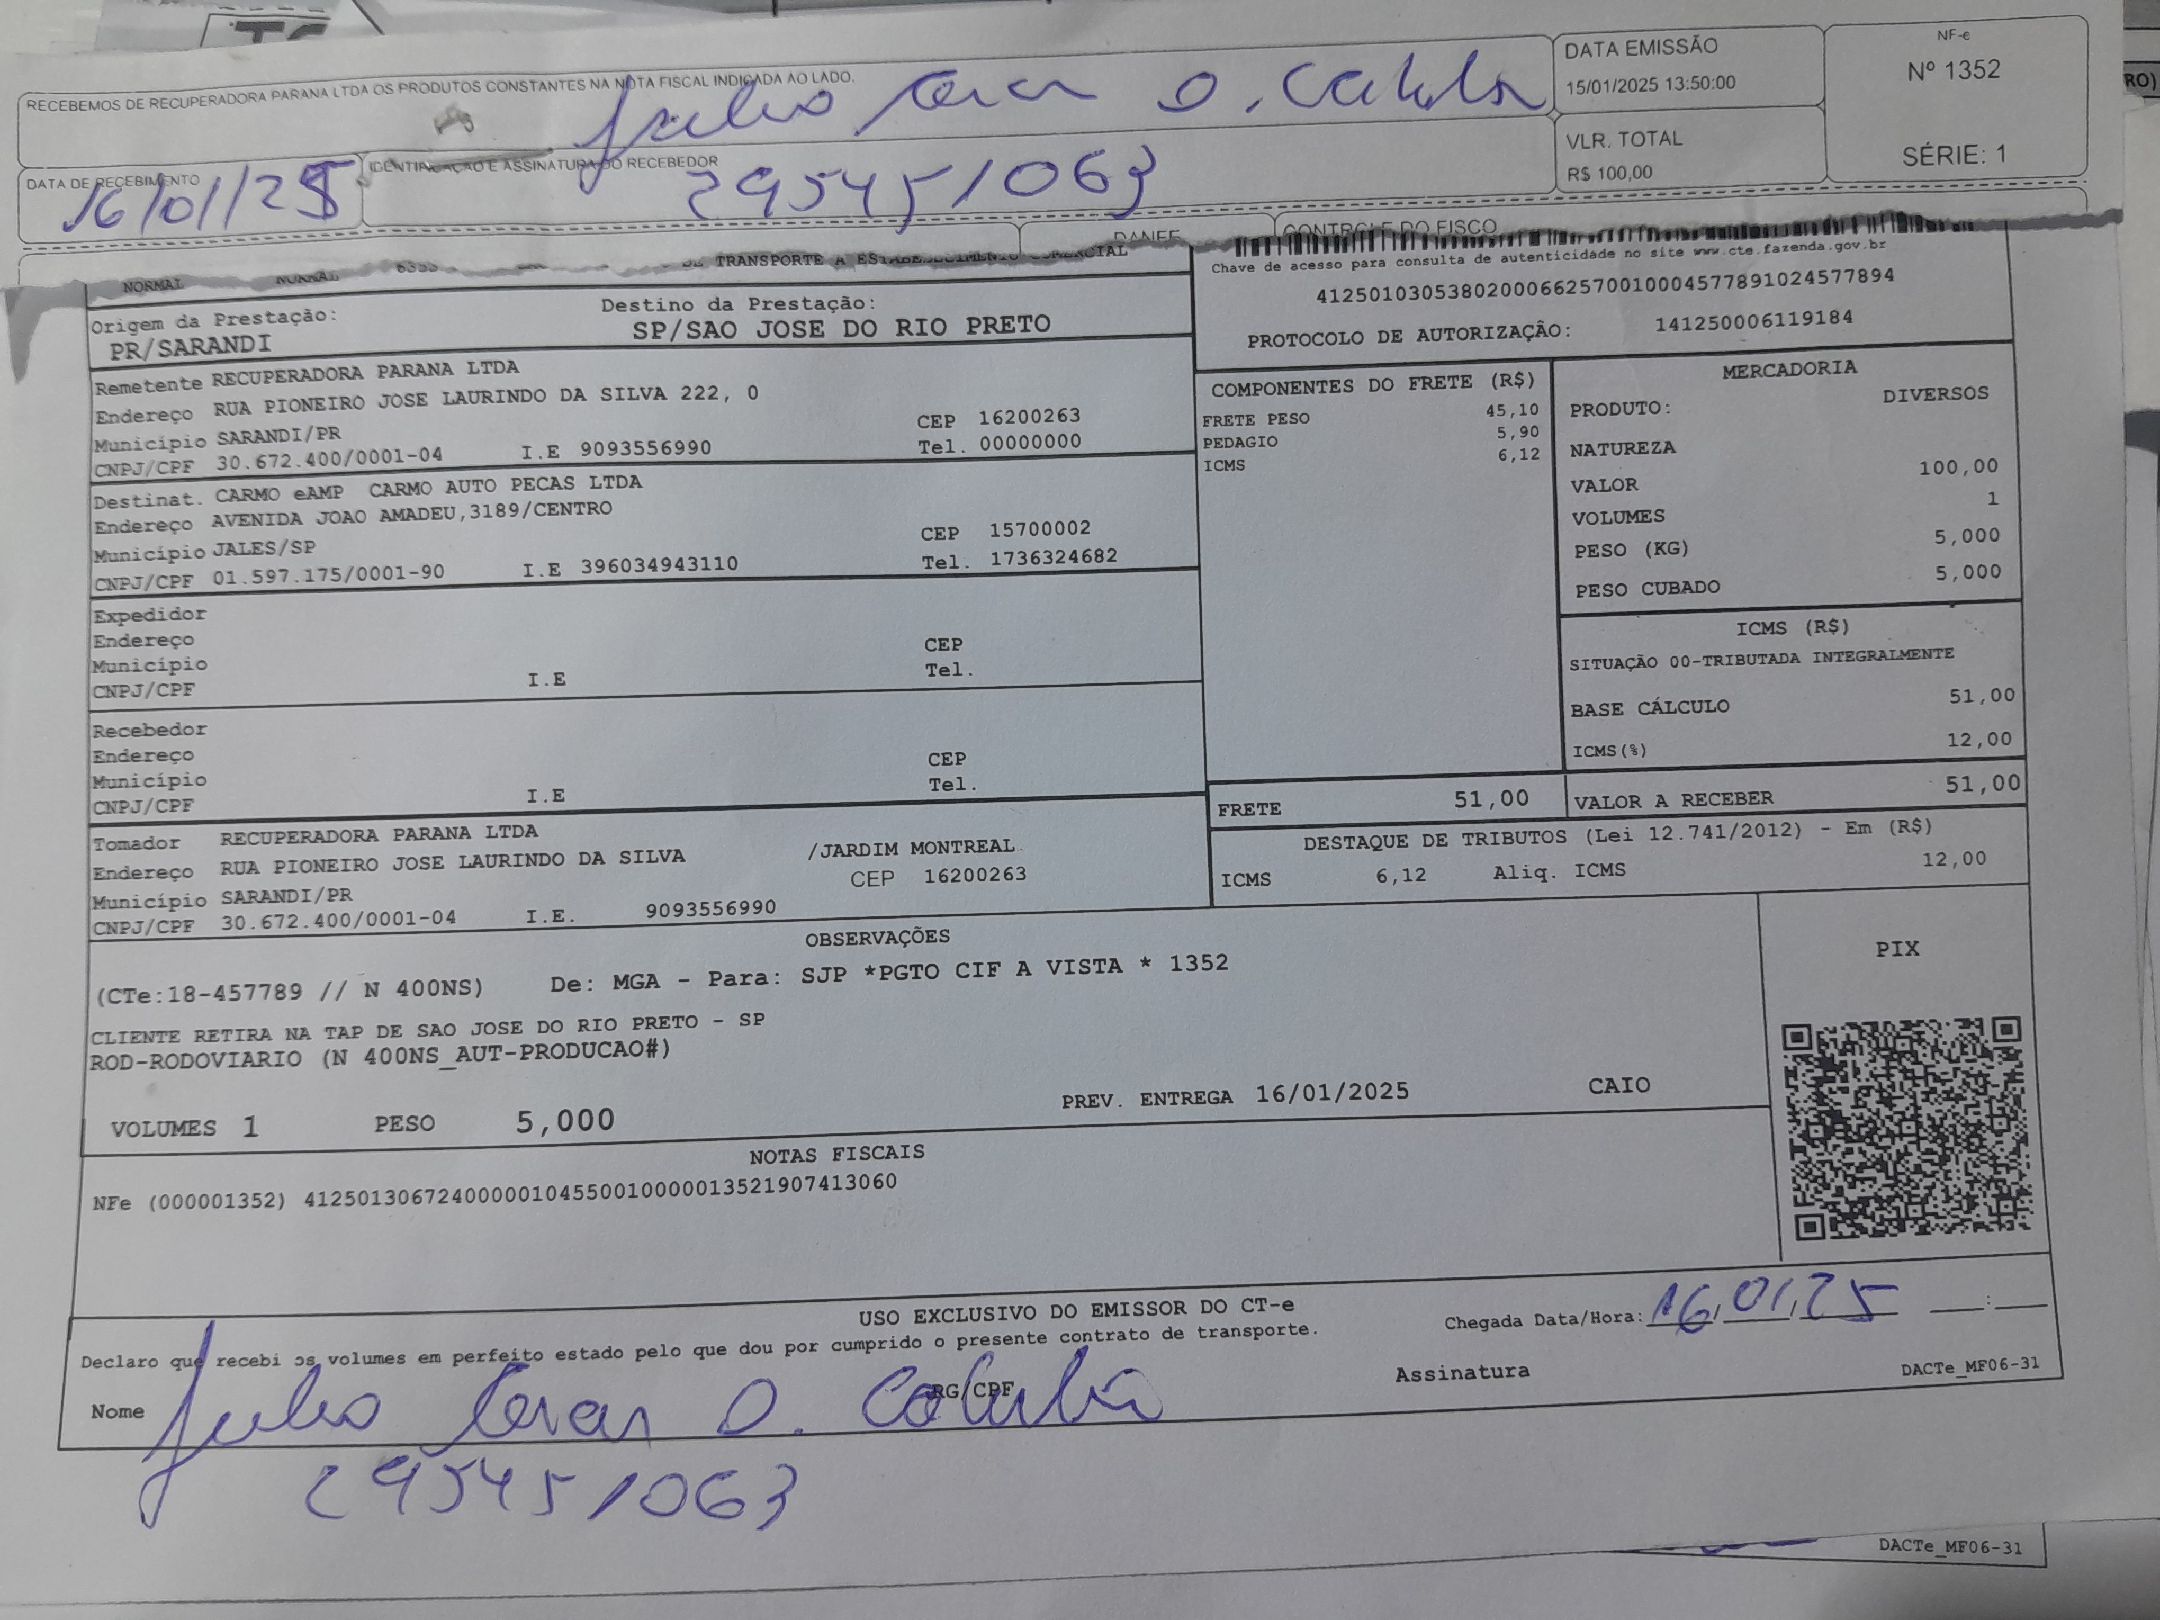 RECEBEMOS DE RECUPERADORA PARANA LTDA OS PRODUTOS CONSTANTES NA NOTA FISCAL INDICADA AO LADO.
DATA EMISSÃO
15/01/2025 13:50:00
NF-e
Nº 1352
SÉRIE: 1
VLR. TOTAL
R$ 100,00
DATA DE RECEBIMENTO
16/01/25
IDENTIFICAÇÃO E ASSINATURA DO RECEBEDOR
295451063
DANFE
CONTROLE DO FISCO
NORMAL NORMAL
DE TRANSPORTE A ESTABELECIMENTO COMERCIAL
Chave de acesso para consulta de autenticidade no site www.cte.fazenda.gov.br
41250103053802000662570010004577891024577894
PROTOCOLO DE AUTORIZAÇÃO: 141250006119184
Origem da Prestação:
PR/SARANDI
Destino da Prestação:
SP/SAO JOSE DO RIO PRETO
Remetente RECUPERADORA PARANA LTDA
Endereço RUA PIONEIRO JOSE LAURINDO DA SILVA 222, 0
Município SARANDI/PR CEP 16200263
CNPJ/CPF 30.672.400/0001-04 I.E 9093556990 Tel. 00000000
Destinat. CARMO eAMP CARMO AUTO PECAS LTDA
Endereço AVENIDA JOAO AMADEU,3189/CENTRO
Município JALES/SP CEP 15700002
CNPJ/CPF 01.597.175/0001-90 I.E 396034943110 Tel. 1736324682
Expedidor
Endereço
Município CEP
CNPJ/CPF I.E Tel.
Recebedor
Endereço
Município CEP
CNPJ/CPF I.E Tel.
Tomador RECUPERADORA PARANA LTDA
Endereço RUA PIONEIRO JOSE LAURINDO DA SILVA /JARDIM MONTREAL
Município SARANDI/PR CEP 16200263
CNPJ/CPF 30.672.400/0001-04 I.E. 9093556990
COMPONENTES DO FRETE (R$)
FRETE PESO 45,10
PEDAGIO 5,90
ICMS 6,12
MERCADORIA
PRODUTO: DIVERSOS
NATUREZA
VALOR 100,00
VOLUMES 1
PESO (KG) 5,000
PESO CUBADO 5,000
ICMS (R$)
SITUAÇÃO 00-TRIBUTADA INTEGRALMENTE
BASE CÁLCULO 51,00
ICMS(%) 12,00
FRETE 51,00
VALOR A RECEBER 51,00
DESTAQUE DE TRIBUTOS (Lei 12.741/2012) - Em (R$)
ICMS 6,12 Aliq. ICMS 12,00
OBSERVAÇÕES
(CTe:18-457789 // N 400NS) De: MGA - Para: SJP *PGTO CIF A VISTA * 1352
CLIENTE RETIRA NA TAP DE SAO JOSE DO RIO PRETO - SP
ROD-RODOVIARIO (N 400NS_AUT-PRODUCAO#)
VOLUMES 1 PESO 5,000 PREV. ENTREGA 16/01/2025 CAIO
PIX
NOTAS FISCAIS
NFe (000001352) 41250130672400000104550010000013521907413060
USO EXCLUSIVO DO EMISSOR DO CT-e
Declaro que recebi os volumes em perfeito estado pelo que dou por cumprido o presente contrato de transporte.
Chegada Data/Hora: 16,01,25 :
Nome RG/CPF Assinatura
DACTe_MF06-31
295451063
DACTe_MF06-31